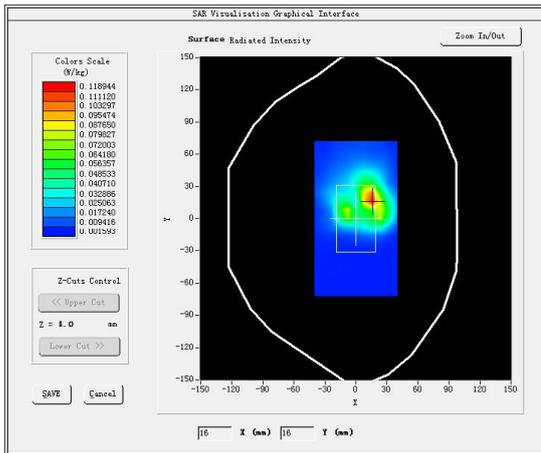 SAR Visualization Graphical Interface
Surface Radiated Intensity
Zoom In/Out
Colors Scale
(W/kg)
0.118944
0.111120
0.103297
0.095474
0.087650
0.079827
0.072003
0.064180
0.056357
0.048533
0.040710
0.032886
0.025063
0.017240
0.009416
0.001593
150
120
90
60
30
0
-30
-60
-90
-120
-150
Y
-150 -120 -90 -60 -30 0 30 60 90 120 150
X
Z-Cuts Control
<< Upper Cut
Z = 4.0 mm
Lower Cut >>
SAVE Cancel
16 X (mm) 16 Y (mm)